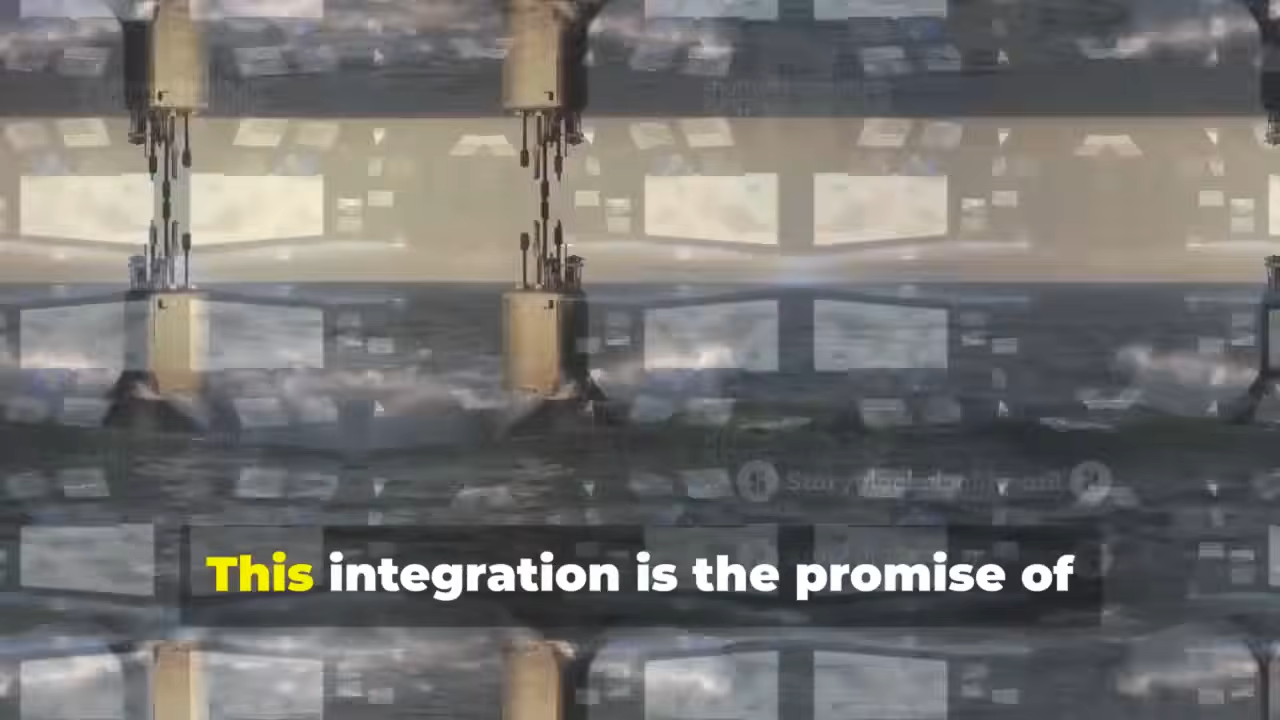 This integration is the promise of